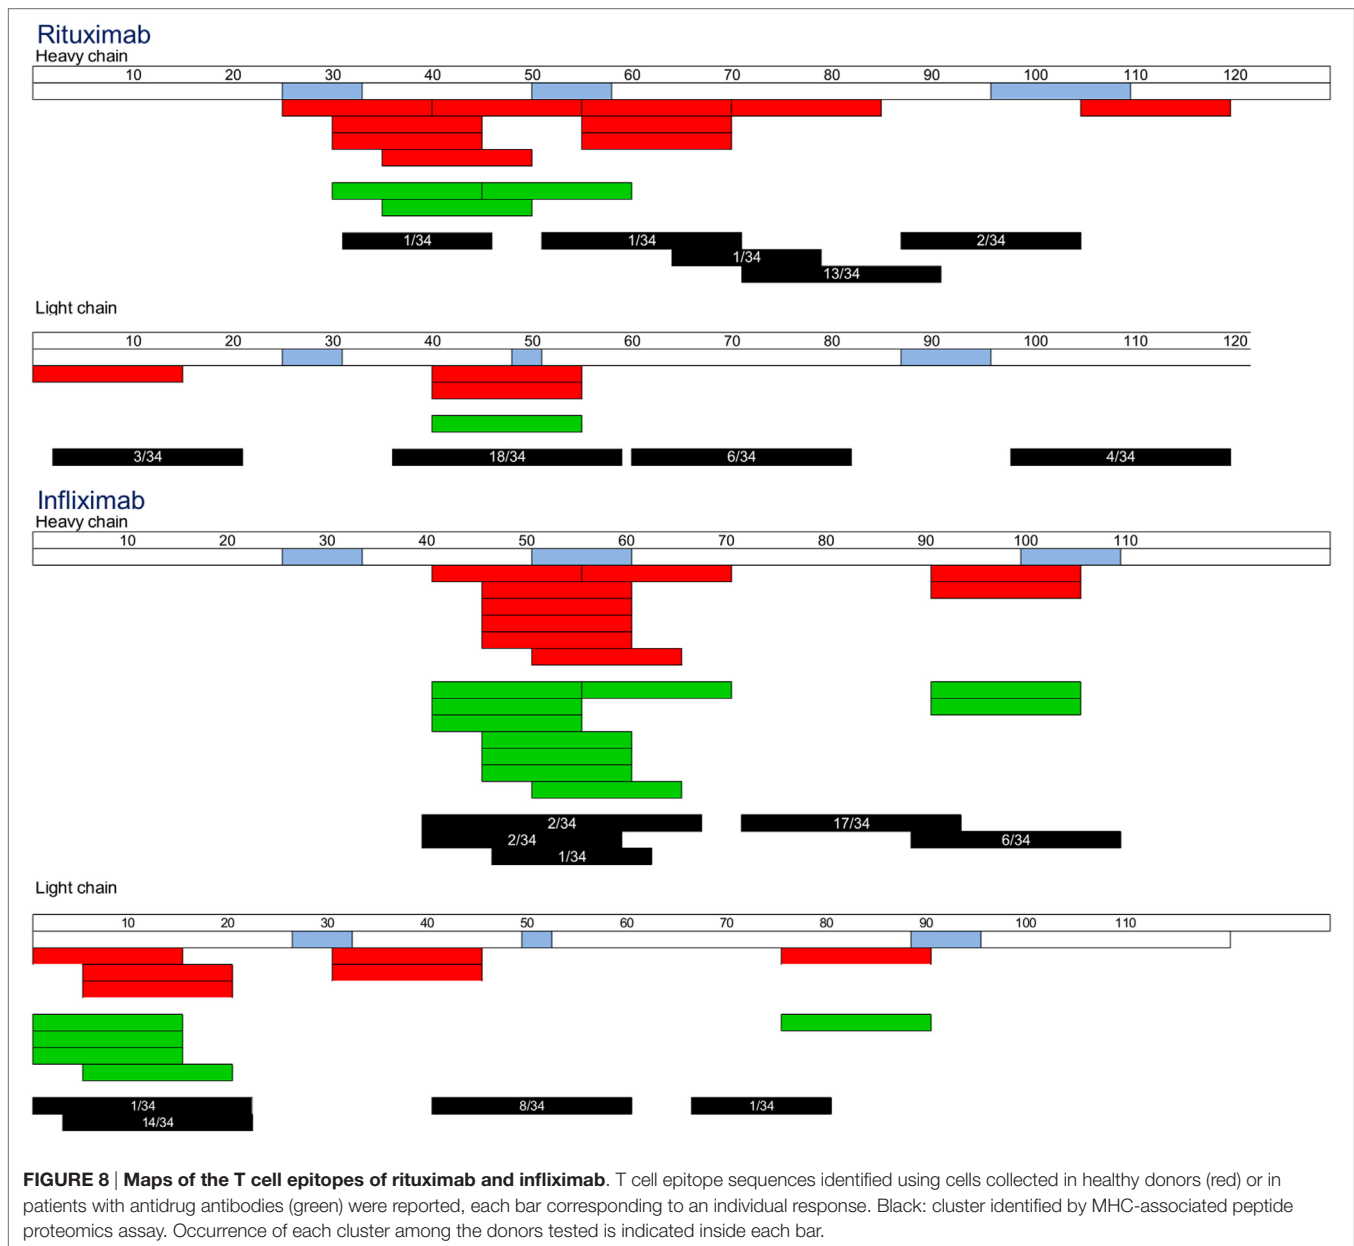 Rituximab
Heavy chain
10 20 30 40 50 60 70 80 90 100 110 120
1/34 1/34 2/34
1/34
13/34
Light chain
10 20 30 40 50 60 70 80 90 100 110 120
3/34 18/34 6/34 4/34
Infliximab
Heavy chain
10 20 30 40 50 60 70 80 90 100 110
2/34 17/34
2/34 6/34
1/34
Light chain
10 20 30 40 50 60 70 80 90 100 110
1/34 8/34 1/34
14/34
FIGURE 8 | Maps of the T cell epitopes of rituximab and infliximab. T cell epitope sequences identified using cells collected in healthy donors (red) or in
patients with antidrug antibodies (green) were reported, each bar corresponding to an individual response. Black: cluster identified by MHC-associated peptide
proteomics assay. Occurrence of each cluster among the donors tested is indicated inside each bar.